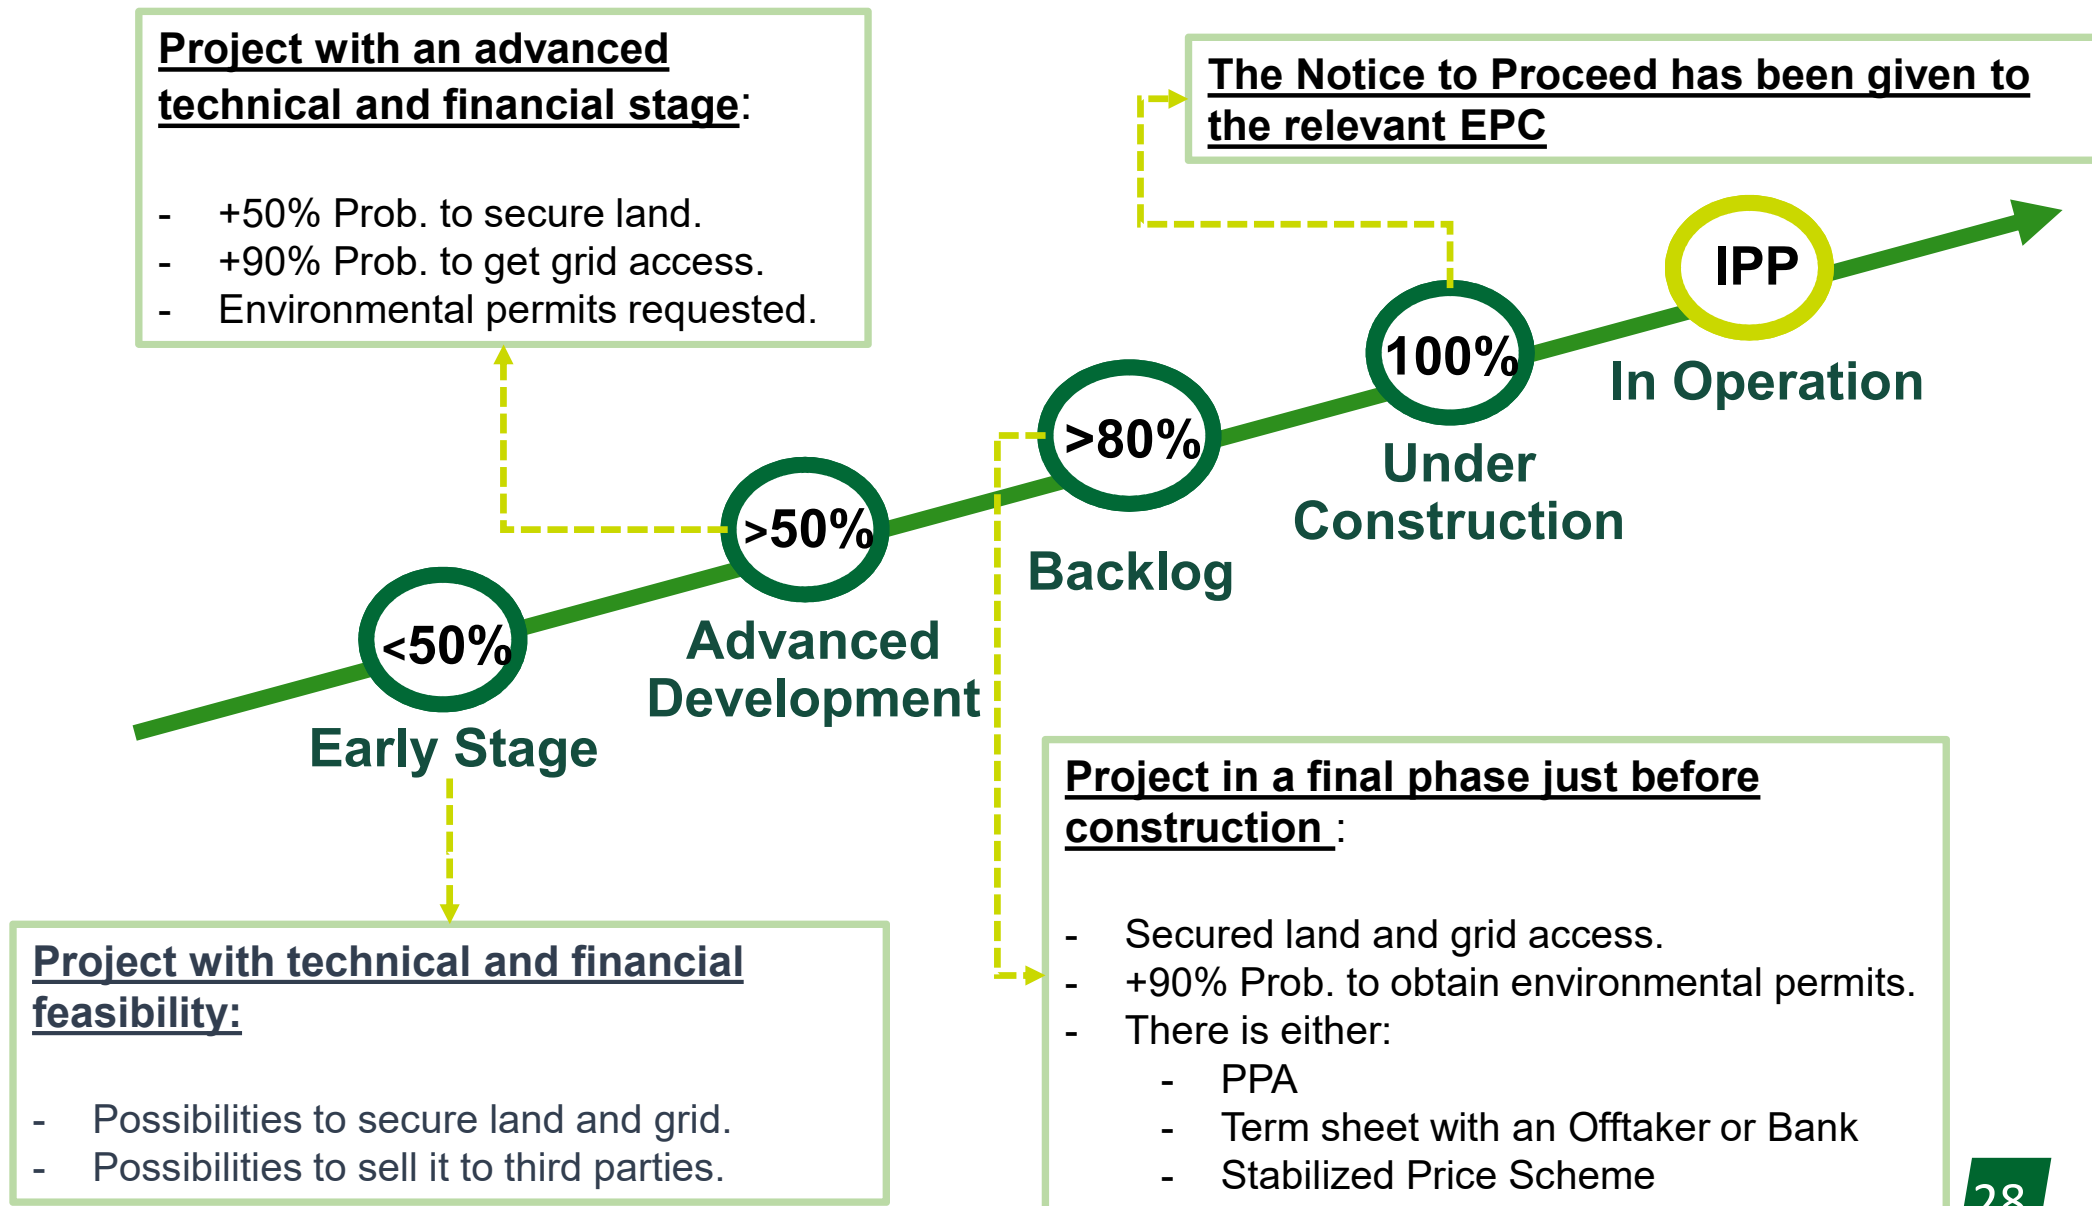 Project with an advanced
technical and financial stage:
- +50% Prob. to secure land.
- +90% Prob. to get grid access.
- Environmental permits requested.
The Notice to Proceed has been given to
the relevant EPC
IPP
In Operation
100%
Under
Construction
>80%
Backlog
>50%
Advanced
Development
<50%
Early Stage
Project with technical and financial
feasibility:
- Possibilities to secure land and grid.
- Possibilities to sell it to third parties.
Project in a final phase just before
construction :
- Secured land and grid access.
- +90% Prob. to obtain environmental permits.
- There is either:
- PPA
- Term sheet with an Offtaker or Bank
- Stabilized Price Scheme
28